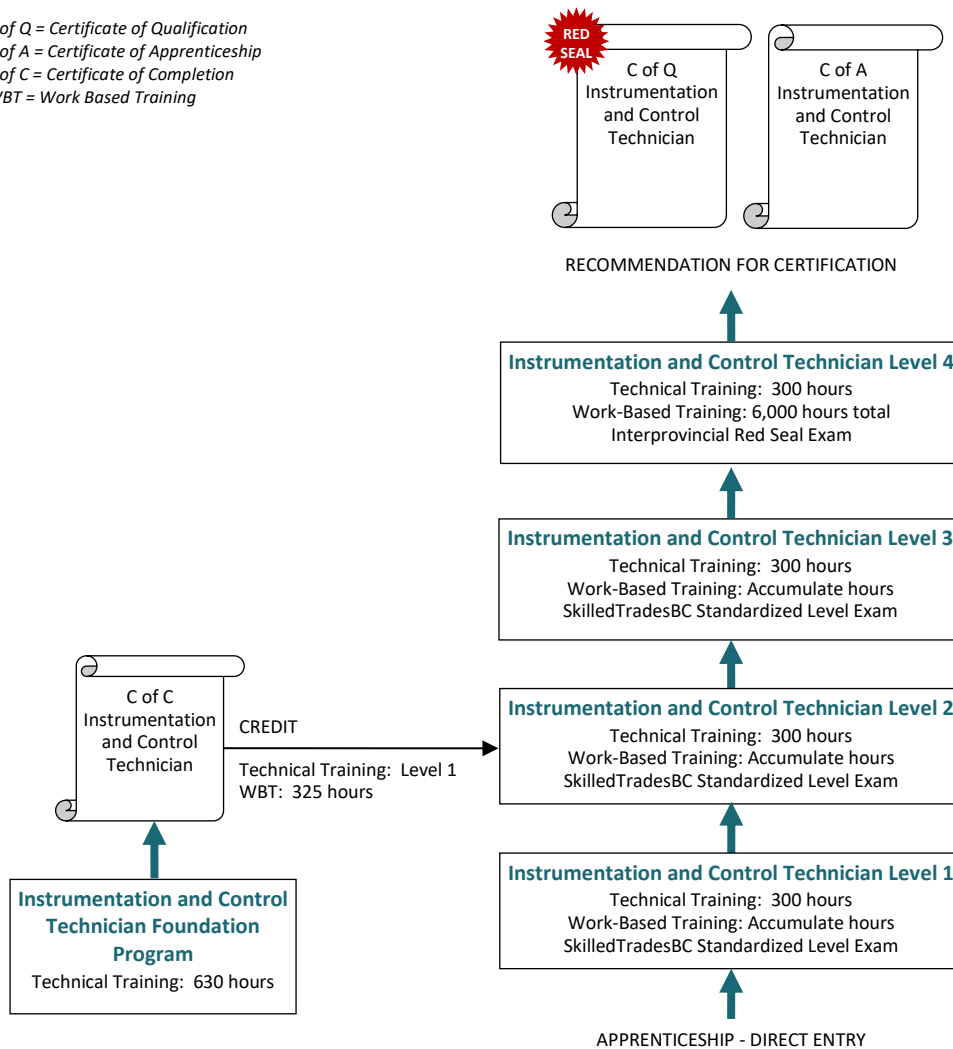 of Q = Certificate of Qualification
of A = Certificate of Apprenticeship
of C = Certificate of Completion
WBT = Work Based Training
RED
SEAL
C of Q
Instrumentation
and Control
Technician
C of A
Instrumentation
and Control
Technician
RECOMMENDATION FOR CERTIFICATION
Instrumentation and Control Technician Level 4
Technical Training: 300 hours
Work-Based Training: 6,000 hours total
Interprovincial Red Seal Exam
Instrumentation and Control Technician Level 3
Technical Training: 300 hours
Work-Based Training: Accumulate hours
SkilledTradesBC Standardized Level Exam
C of C
Instrumentation
and Control
Technician
CREDIT
Technical Training: Level 1
WBT: 325 hours
Instrumentation and Control Technician Level 2
Technical Training: 300 hours
Work-Based Training: Accumulate hours
SkilledTradesBC Standardized Level Exam
Instrumentation and Control
Technician Foundation
Program
Technical Training: 630 hours
Instrumentation and Control Technician Level 1
Technical Training: 300 hours
Work-Based Training: Accumulate hours
SkilledTradesBC Standardized Level Exam
APPRENTICESHIP - DIRECT ENTRY